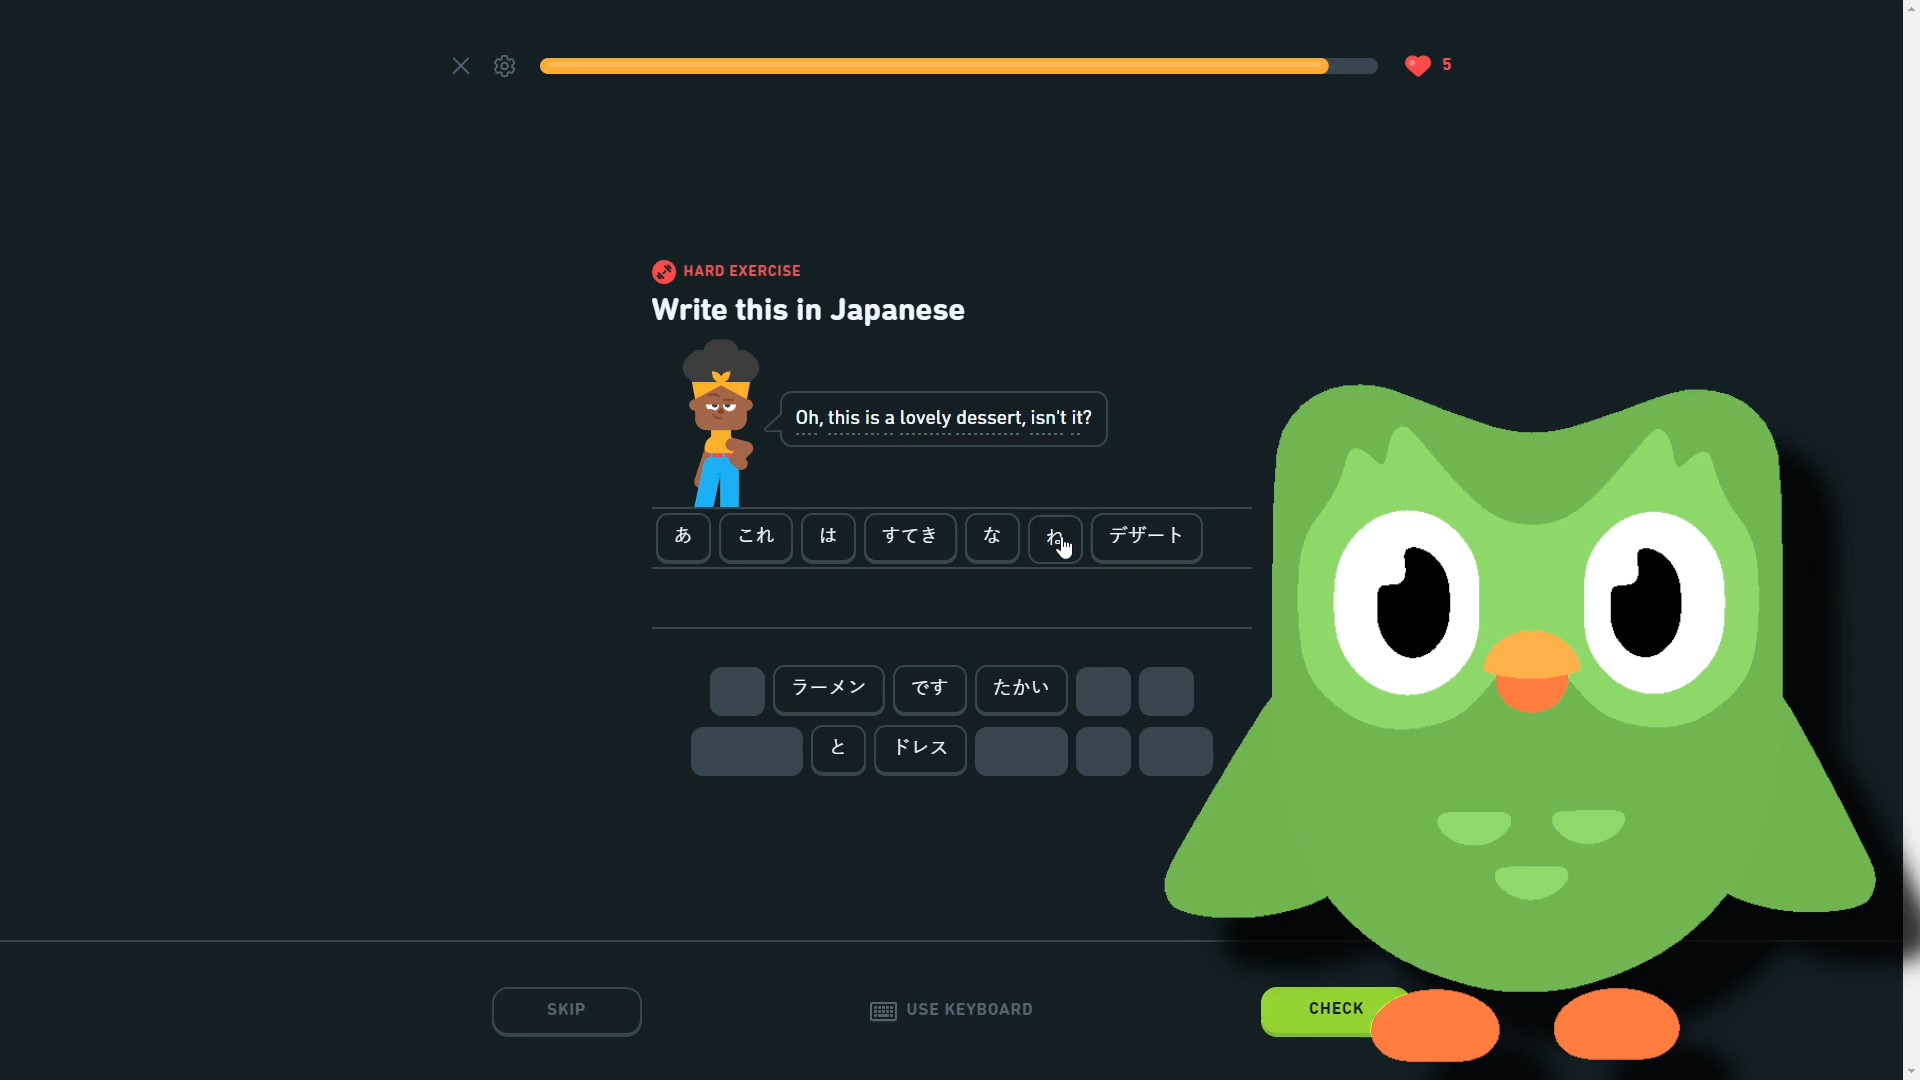 5
HARD EXERCISE
Write this in Japanese
Oh, this is a lovely dessert, isn't it?
あ これ は すてき な ね デザート
ラーメン です たかい
と ドレス
SKIP USE KEYBOARD CHECK